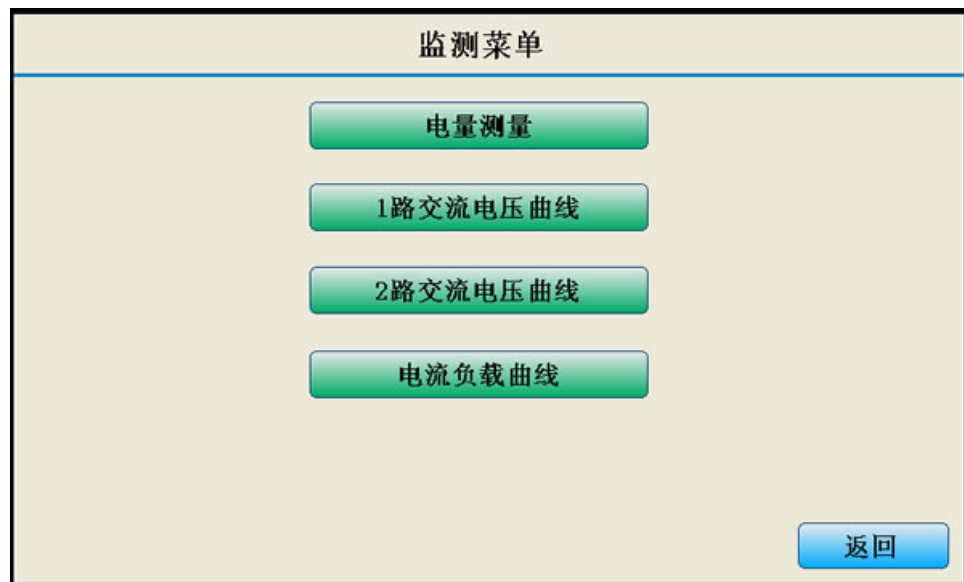 监测菜单
电量测量
1路交流电压曲线
2路交流电压曲线
电流负载曲线
返回